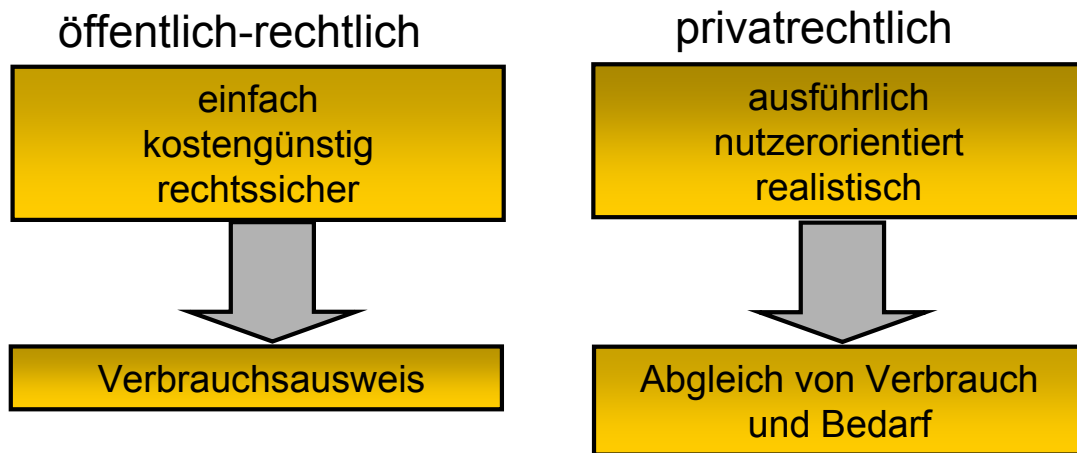 öffentlich-rechtlich
einfach
kostengünstig
rechtssicher
Verbrauchsausweis
privatrechtlich
ausführlich
nutzerorientiert
realistisch
Abgleich von Verbrauch
und Bedarf